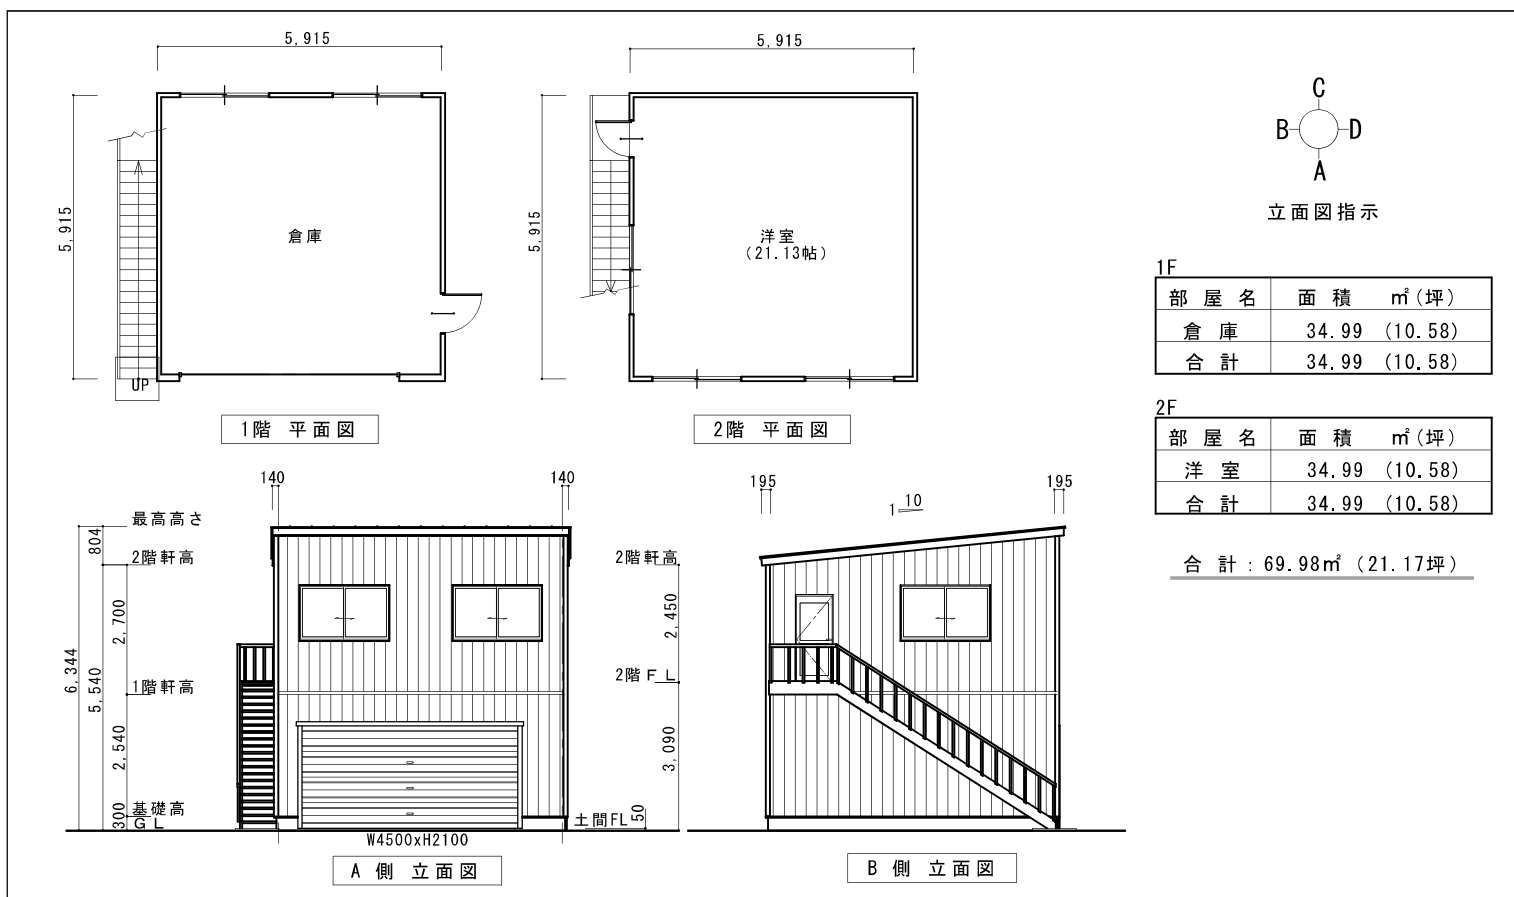 5,915
5,915
5,915
倉庫
UP
1階 平面図
5,915
洋室
(21.13帖)
2階 平面図
C
B
D
A
立面図指示
1F
部屋名 面積 ㎡(坪)
倉庫 34.99 (10.58)
合計 34.99 (10.58)
2F
部屋名 面積 ㎡(坪)
洋室 34.99 (10.58)
合計 34.99 (10.58)
合計:69.98㎡(21.17坪)
140
140
最高高さ
804
2階軒高
2,700
6,344
5,540
1階軒高
2,540
基礎高
300
GL
W4500xH2100
土間FL
50
A側 立面図
195
195
1
10
2階軒高
2,450
2階FL
3,090
B側 立面図